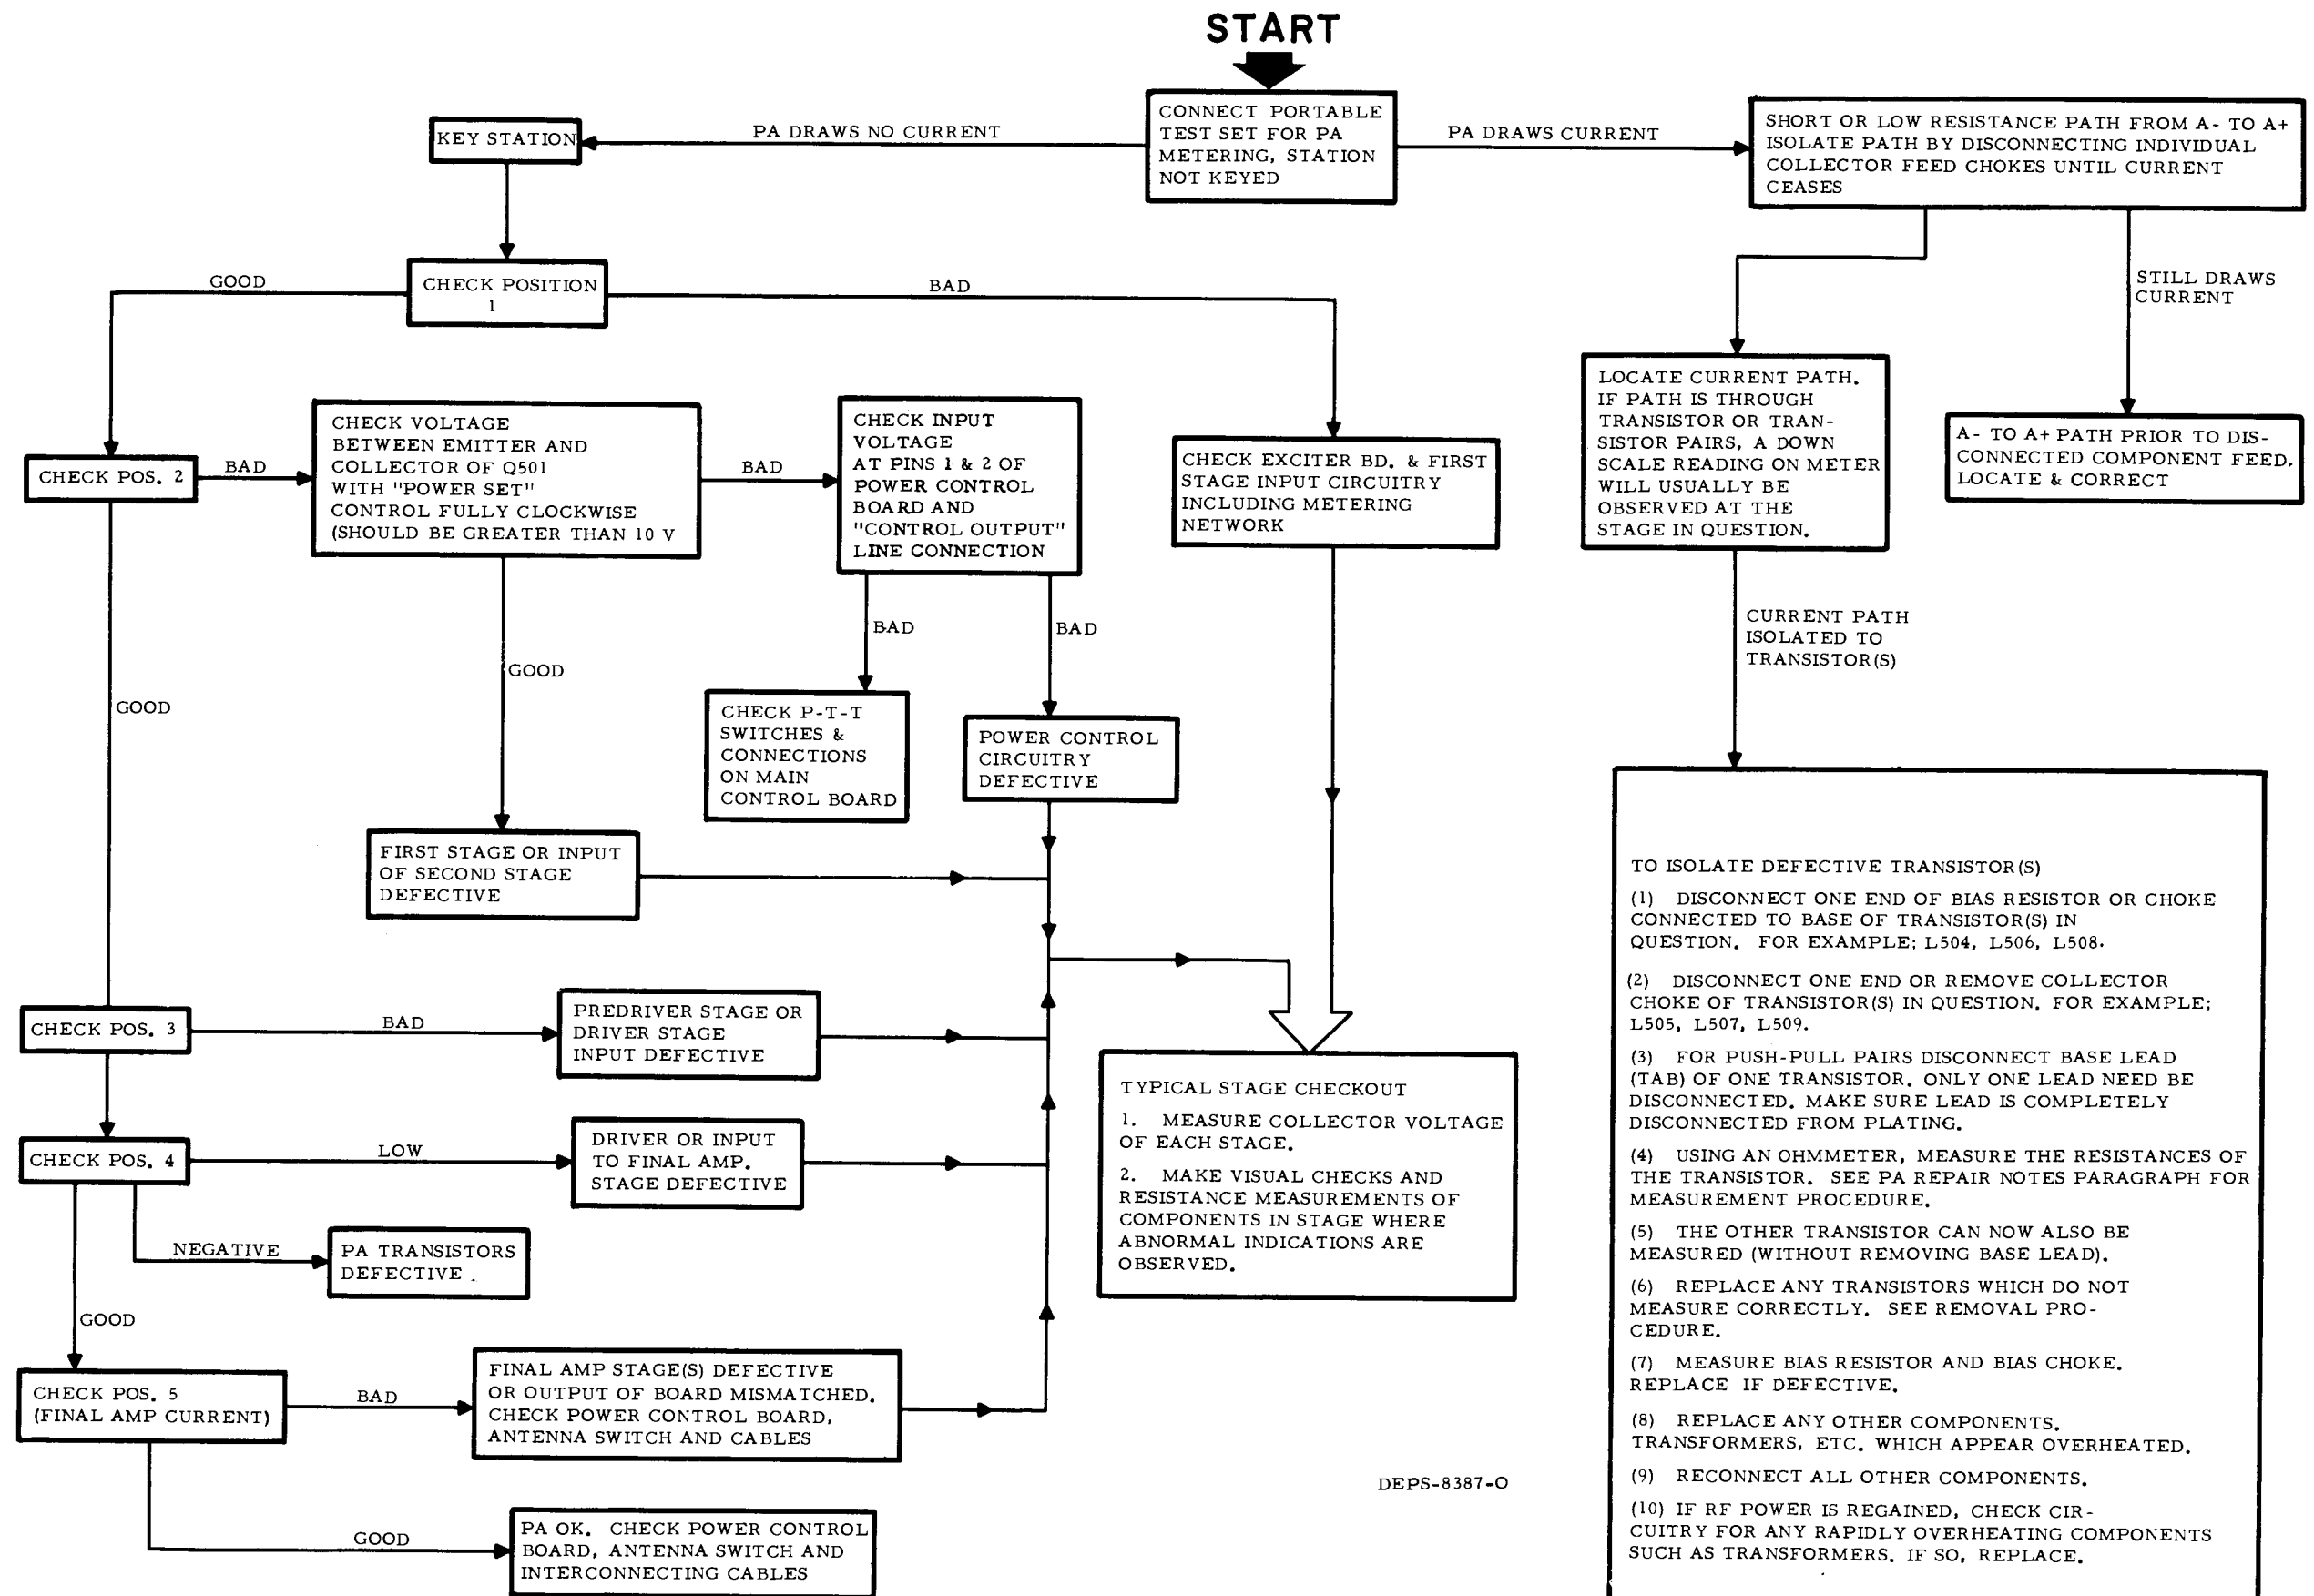 START
CONNECT PORTABLE
TEST SET FOR PA
METERING, STATION
NOT KEYED
PA DRAWS NO CURRENT
KEY STATION
PA DRAWS CURRENT
SHORT OR LOW RESISTANCE PATH FROM A- TO A+
ISOLATE PATH BY DISCONNECTING INDIVIDUAL
COLLECTOR FEED CHOKES UNTIL CURRENT
CEASES
CHECK POSITION
1
GOOD
BAD
STILL DRAWS
CURRENT
LOCATE CURRENT PATH.
IF PATH IS THROUGH
TRANSISTOR OR TRAN-
SISTOR PAIRS, A DOWN
SCALE READING ON METER
WILL USUALLY BE
OBSERVED AT THE
STAGE IN QUESTION.
A- TO A+ PATH PRIOR TO DIS-
CONNECTED COMPONENT FEED.
LOCATE & CORRECT
CHECK POS. 2
BAD
CHECK VOLTAGE
BETWEEN EMITTER AND
COLLECTOR OF Q501
WITH "POWER SET"
CONTROL FULLY CLOCKWISE
(SHOULD BE GREATER THAN 10 V
BAD
CHECK INPUT
VOLTAGE
AT PINS 1 & 2 OF
POWER CONTROL
BOARD AND
"CONTROL OUTPUT"
LINE CONNECTION
CHECK EXCITER BD. & FIRST
STAGE INPUT CIRCUITRY
INCLUDING METERING
NETWORK
GOOD
GOOD
BAD
BAD
CURRENT PATH
ISOLATED TO
TRANSISTOR(S)
CHECK P-T-T
SWITCHES &
CONNECTIONS
ON MAIN
CONTROL BOARD
POWER CONTROL
CIRCUITRY
DEFECTIVE
FIRST STAGE OR INPUT
OF SECOND STAGE
DEFECTIVE
CHECK POS. 3
BAD
PREDRIVER STAGE OR
DRIVER STAGE
INPUT DEFECTIVE
CHECK POS. 4
LOW
DRIVER OR INPUT
TO FINAL AMP.
STAGE DEFECTIVE
NEGATIVE
PA TRANSISTORS
DEFECTIVE .
GOOD
CHECK POS. 5
(FINAL AMP CURRENT)
BAD
FINAL AMP STAGE(S) DEFECTIVE
OR OUTPUT OF BOARD MISMATCHED.
CHECK POWER CONTROL BOARD,
ANTENNA SWITCH AND CABLES
GOOD
PA OK. CHECK POWER CONTROL
BOARD, ANTENNA SWITCH AND
INTERCONNECTING CABLES
TYPICAL STAGE CHECKOUT
1. MEASURE COLLECTOR VOLTAGE
OF EACH STAGE.
2. MAKE VISUAL CHECKS AND
RESISTANCE MEASUREMENTS OF
COMPONENTS IN STAGE WHERE
ABNORMAL INDICATIONS ARE
OBSERVED.
DEPS-8387-O
TO ISOLATE DEFECTIVE TRANSISTOR(S)
(1) DISCONNECT ONE END OF BIAS RESISTOR OR CHOKE
CONNECTED TO BASE OF TRANSISTOR(S) IN
QUESTION. FOR EXAMPLE; L504, L506, L508.
(2) DISCONNECT ONE END OR REMOVE COLLECTOR
CHOKE OF TRANSISTOR(S) IN QUESTION. FOR EXAMPLE;
L505, L507, L509.
(3) FOR PUSH-PULL PAIRS DISCONNECT BASE LEAD
(TAB) OF ONE TRANSISTOR. ONLY ONE LEAD NEED BE
DISCONNECTED. MAKE SURE LEAD IS COMPLETELY
DISCONNECTED FROM PLATING.
(4) USING AN OHMMETER, MEASURE THE RESISTANCES OF
THE TRANSISTOR. SEE PA REPAIR NOTES PARAGRAPH FOR
MEASUREMENT PROCEDURE.
(5) THE OTHER TRANSISTOR CAN NOW ALSO BE
MEASURED (WITHOUT REMOVING BASE LEAD).
(6) REPLACE ANY TRANSISTORS WHICH DO NOT
MEASURE CORRECTLY. SEE REMOVAL PRO-
CEDURE.
(7) MEASURE BIAS RESISTOR AND BIAS CHOKE.
REPLACE IF DEFECTIVE.
(8) REPLACE ANY OTHER COMPONENTS.
TRANSFORMERS, ETC. WHICH APPEAR OVERHEATED.
(9) RECONNECT ALL OTHER COMPONENTS.
(10) IF RF POWER IS REGAINED, CHECK CIR-
CUITRY FOR ANY RAPIDLY OVERHEATING COMPONENTS
SUCH AS TRANSFORMERS. IF SO, REPLACE.